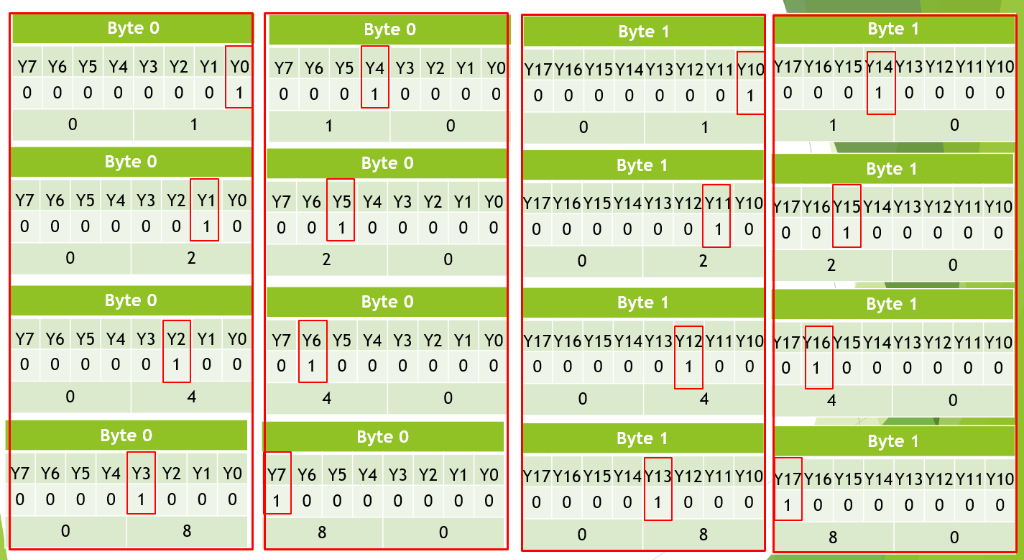 Byte 0
Y7 Y6 Y5 Y4 Y3 Y2 Y1 Y0
0 0 0 0 0 0 0 1
0 1
Byte 0
Y7 Y6 Y5 Y4 Y3 Y2 Y1 Y0
0 0 0 0 0 0 1 0
0 2
Byte 0
Y7 Y6 Y5 Y4 Y3 Y2 Y1 Y0
0 0 0 0 0 1 0 0
0 4
Byte 0
Y7 Y6 Y5 Y4 Y3 Y2 Y1 Y0
0 0 0 0 1 0 0 0
0 8
Byte 0
Y7 Y6 Y5 Y4 Y3 Y2 Y1 Y0
0 0 0 1 0 0 0 0
1 0
Byte 0
Y7 Y6 Y5 Y4 Y3 Y2 Y1 Y0
0 0 1 0 0 0 0 0
2 0
Byte 0
Y7 Y6 Y5 Y4 Y3 Y2 Y1 Y0
0 1 0 0 0 0 0 0
4 0
Byte 0
Y7 Y6 Y5 Y4 Y3 Y2 Y1 Y0
1 0 0 0 0 0 0 0
8 0
Byte 1
Y17 Y16 Y15 Y14 Y13 Y12 Y11 Y10
0 0 0 0 0 0 0 1
0 1
Byte 1
Y17 Y16 Y15 Y14 Y13 Y12 Y11 Y10
0 0 0 0 0 0 1 0
0 2
Byte 1
Y17 Y16 Y15 Y14 Y13 Y12 Y11 Y10
0 0 0 0 0 1 0 0
0 4
Byte 1
Y17 Y16 Y15 Y14 Y13 Y12 Y11 Y10
0 0 0 0 1 0 0 0
0 8
Byte 1
Y17 Y16 Y15 Y14 Y13 Y12 Y11 Y10
0 0 0 1 0 0 0 0
1 0
Byte 1
Y17 Y16 Y15 Y14 Y13 Y12 Y11 Y10
0 0 1 0 0 0 0 0
2 0
Byte 1
Y17 Y16 Y15 Y14 Y13 Y12 Y11 Y10
0 1 0 0 0 0 0 0
4 0
Byte 1
Y17 Y16 Y15 Y14 Y13 Y12 Y11 Y10
1 0 0 0 0 0 0 0
8 0